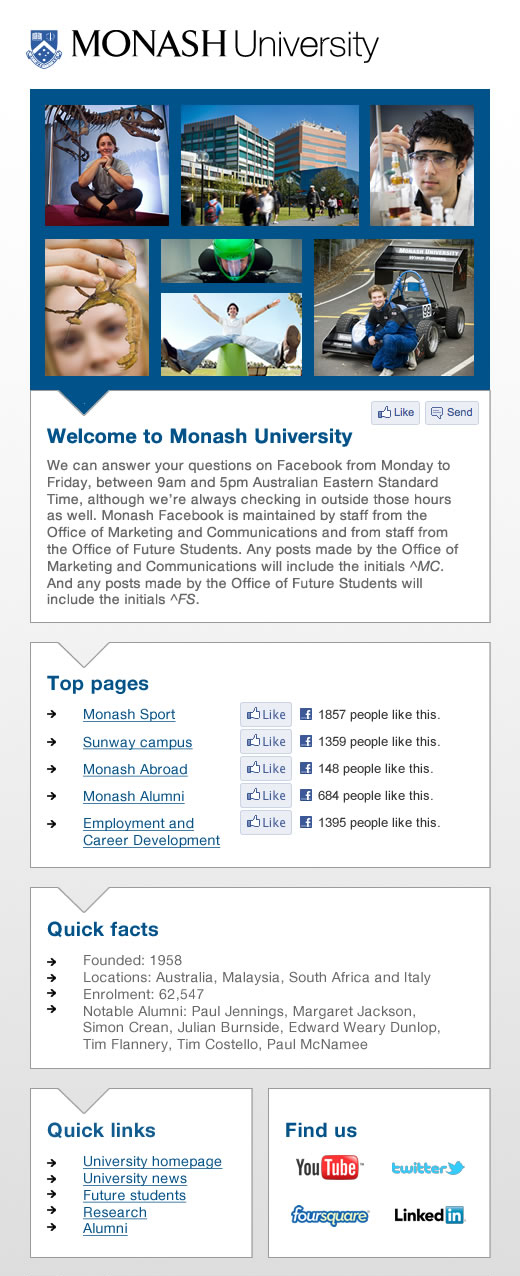 MONASH University
MONASH UNIVERSITY
WIND TUNNEL
Like
Send
Welcome to Monash University
We can answer your questions on Facebook from Monday to
Friday, between 9am and 5pm Australian Eastern Standard
Time, although we're always checking in outside those hours
as well. Monash Facebook is maintained by staff from the
Office of Marketing and Communications and from staff from
the Office of Future Students. Any posts made by the Office of
Marketing and Communications will include the initials ^MC.
And any posts made by the Office of Future Students will
include the initials ^FS.
Top pages
Monash Sport Like 1857 people like this.
Sunway campus Like 1359 people like this.
Monash Abroad Like 148 people like this.
Monash Alumni Like 684 people like this.
Employment and Like 1395 people like this.
Career Development
Quick facts
Founded: 1958
Locations: Australia, Malaysia, South Africa and Italy
Enrolment: 62,547
Notable Alumni: Paul Jennings, Margaret Jackson,
Simon Crean, Julian Burnside, Edward Weary Dunlop,
Tim Flannery, Tim Costello, Paul McNamee
Quick links
University homepage
University news
Future students
Research
Alumni
Find us
YouTube
twitter
foursquare
LinkedIn